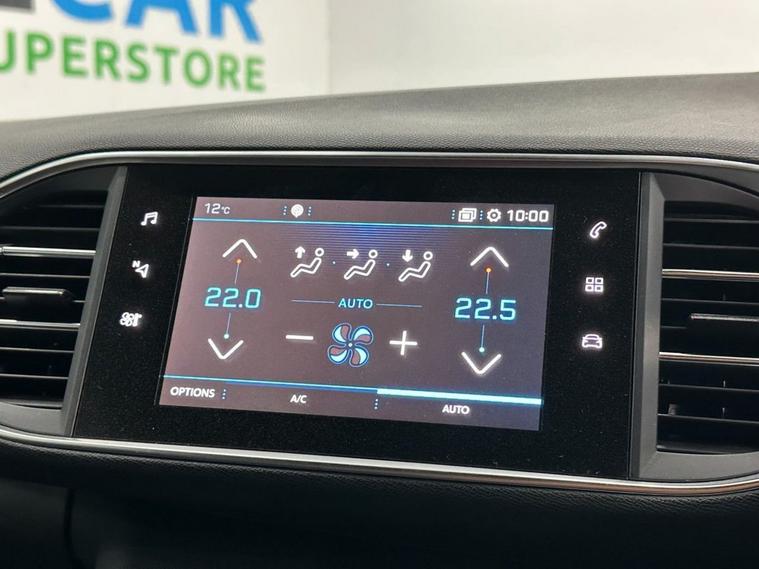 CAR
UPERSTORE
12°C
10:00
N
22.0
AUTO
22.5
OPTIONS
A/C
AUTO